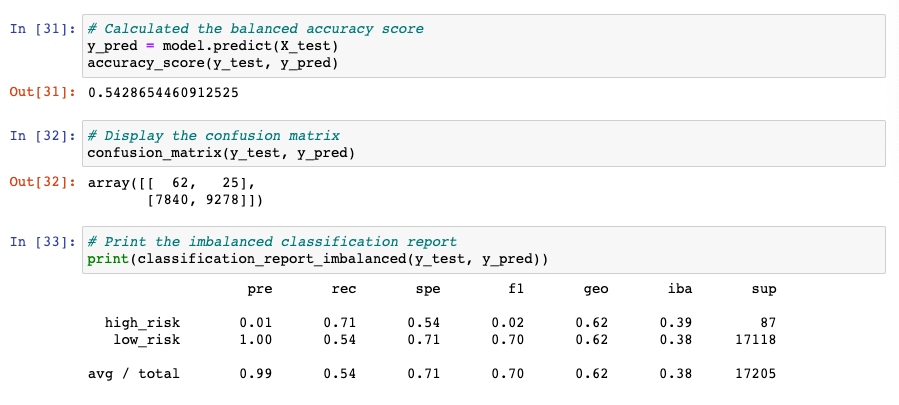 In [31]: # Calculated the balanced accuracy score
y_pred = model.predict(X_test)
accuracy_score(y_test, y_pred)
Out[31]: 0.5428654460912525
In [32]: # Display the confusion matrix
confusion_matrix(y_test, y_pred)
Out[32]: array([[  62,   25],
       [7840, 9278]])
In [33]: # Print the imbalanced classification report
print(classification_report_imbalanced(y_test, y_pred))
pre rec spe f1 geo iba sup
high_risk 0.01 0.71 0.54 0.02 0.62 0.39 87
low_risk 1.00 0.54 0.71 0.70 0.62 0.38 17118
avg / total 0.99 0.54 0.71 0.70 0.62 0.38 17205